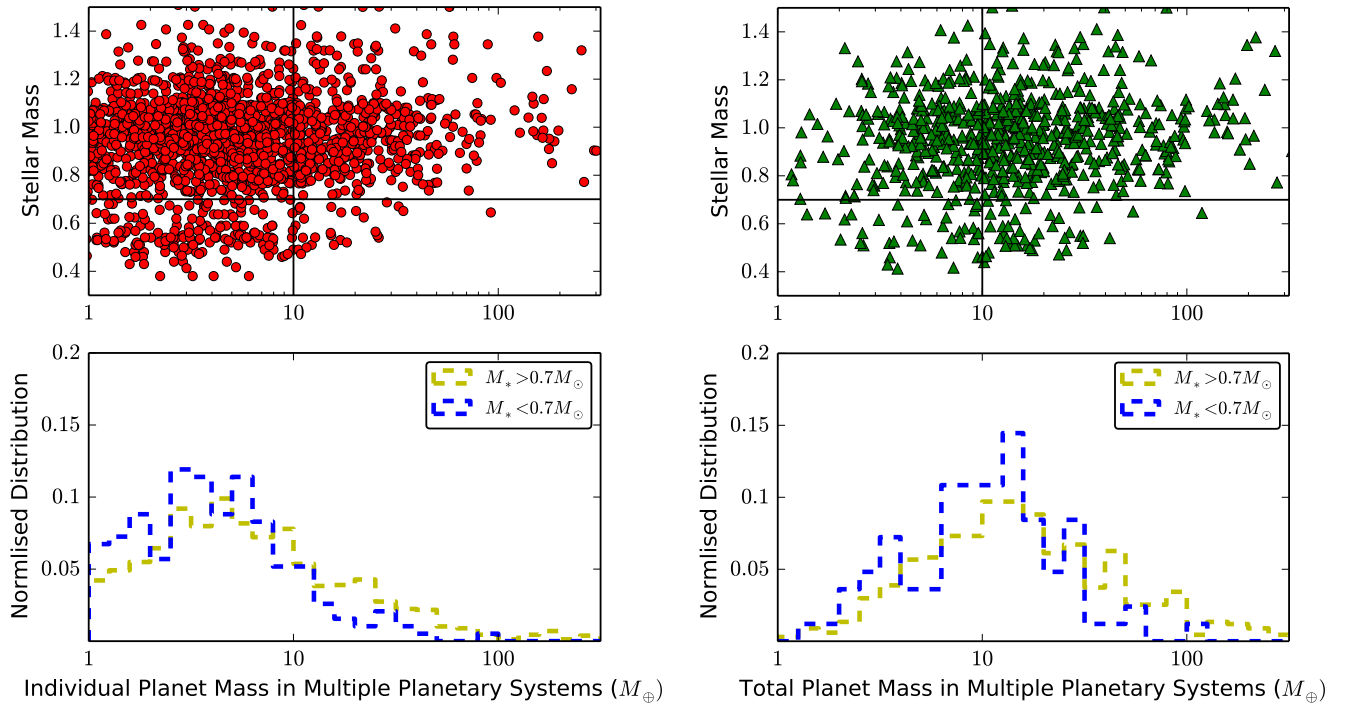 Stellar Mass
1.4
1.2
1.0
0.8
0.6
0.4
1 10 100
Stellar Mass
1.4
1.2
1.0
0.8
0.6
0.4
1 10 100
Normlised Distribution
0.2
0.15
0.1
0.05
M* >0.7M⊙
M* <0.7M⊙
1 10 100
Individual Planet Mass in Multiple Planetary Systems (M⊕)
Normlised Distribution
0.2
0.15
0.1
0.05
M* >0.7M⊙
M* <0.7M⊙
1 10 100
Total Planet Mass in Multiple Planetary Systems (M⊕)